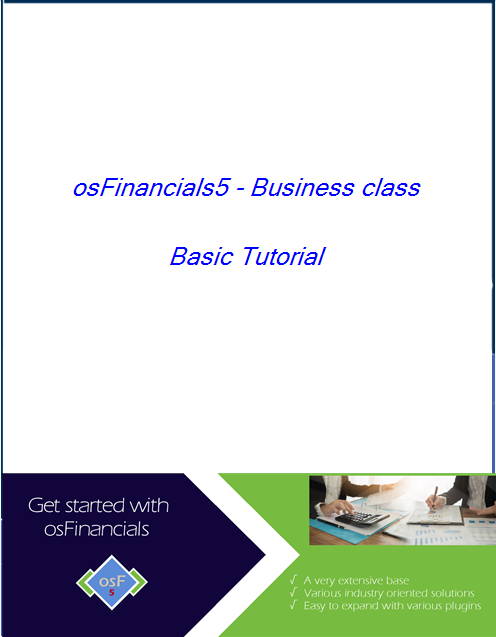 osFinancials5 - Business class
Basic Tutorial
Get started with
osFinancials
osF
5
√ A very extensive base
√ Various industry oriented solutions
√ Easy to expand with various plugins